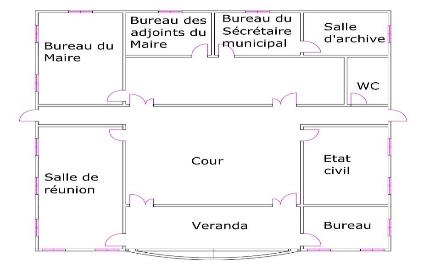 Bureau du
Maire
Bureau des
adjoints du
Maire
Bureau du
Sécrétaire
municipal
Salle
d'archive
WC
Cour
Etat
civil
Salle de
réunion
Veranda
Bureau